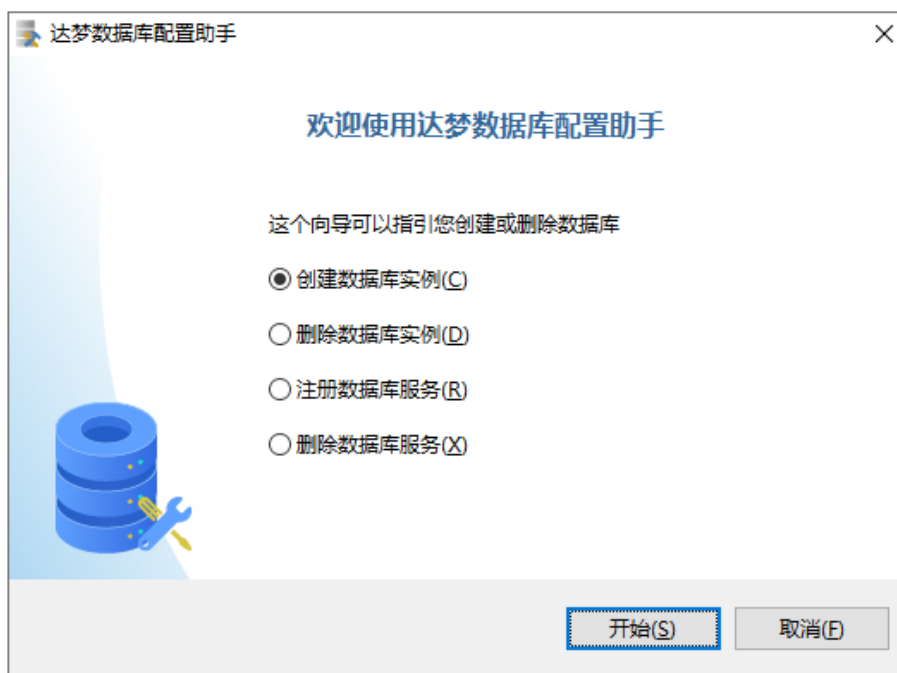 达梦数据库配置助手
欢迎使用达梦数据库配置助手
这个向导可以指引您创建或删除数据库
创建数据库实例(C)
删除数据库实例(D)
注册数据库服务(R)
删除数据库服务(X)
开始(S)
取消(F)